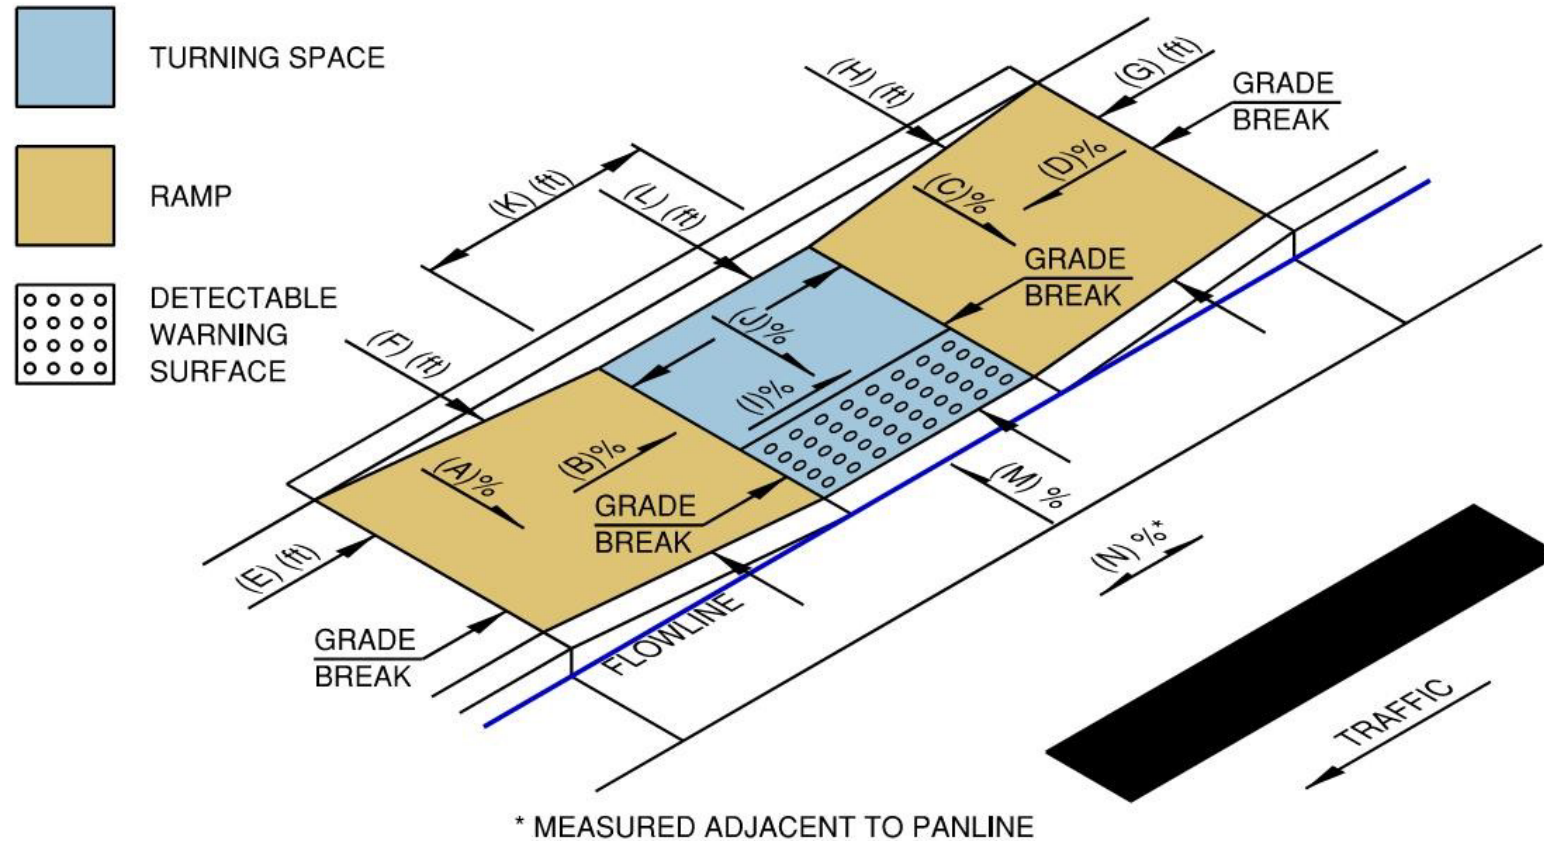 TURNING SPACE
RAMP
DETECTABLE
WARNING
SURFACE
(K) (ft)
(L) (ft)
(H) (ft)
(G) (ft)
GRADE
BREAK
(D)%
(C)%
GRADE
BREAK
(J)%
(I)%
(F) (ft)
(A)%
(B)%
GRADE
BREAK
(E) (ft)
GRADE
BREAK
FLOWLINE
(M) %
(N) %*
TRAFFIC
* MEASURED ADJACENT TO PANLINE